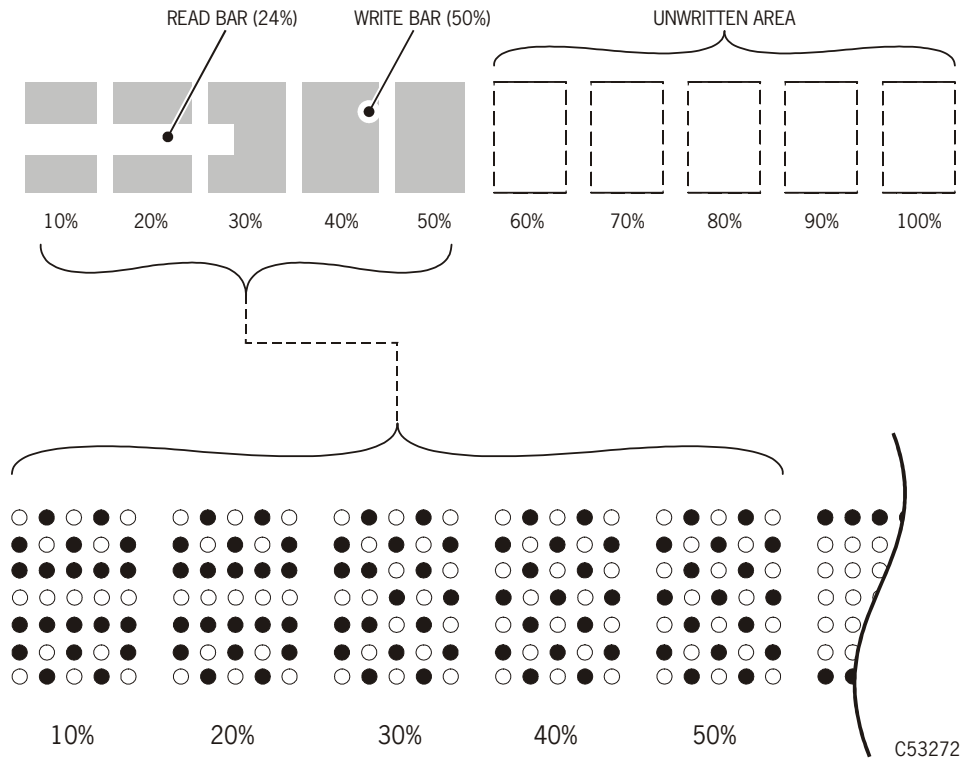 READ BAR (24%) WRITE BAR (50%) UNWRITTEN AREA
10% 20% 30% 40% 50% 60% 70% 80% 90% 100%
10% 20% 30% 40% 50%
C53272